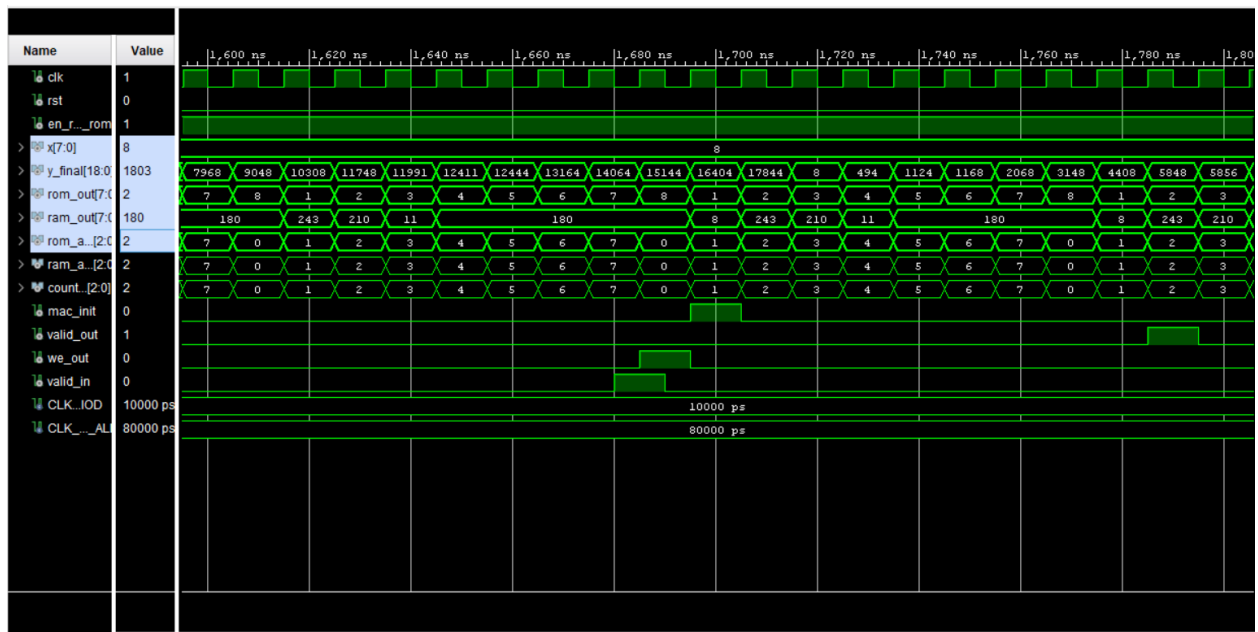 Name Value 1,600 ns 1,620 ns 1,640 ns 1,660 ns 1,680 ns 1,700 ns 1,720 ns 1,740 ns 1,760 ns 1,780 ns 1,80
clk 1
rst 0
en_r..._rom 1
x[7:0] 8 8
y_final[18:0] 1803 7968 9048 10308 11748 11991 12411 12444 13164 14064 15144 16404 17844 8 494 1124 1168 2068 3148 4408 5848 5856
rom_out[7:0 2 7 8 1 2 3 4 5 6 7 8 1 2 3 4 5 6 7 8 1 2 3
ram_out[7:0 180 180 243 210 11 180 8 243 210 11 180 8 243 210
rom_a...[2:0 2 7 0 1 2 3 4 5 6 7 0 1 2 3 4 5 6 7 0 1 2 3
ram_a...[2:0 2 7 0 1 2 3 4 5 6 7 0 1 2 3 4 5 6 7 0 1 2 3
count...[2:0] 2 7 0 1 2 3 4 5 6 7 0 1 2 3 4 5 6 7 0 1 2 3
mac_init 0
valid_out 1
we_out 0
valid_in 0
CLK...IOD 10000 ps 10000 ps
CLK_..._ALI 80000 ps 80000 ps